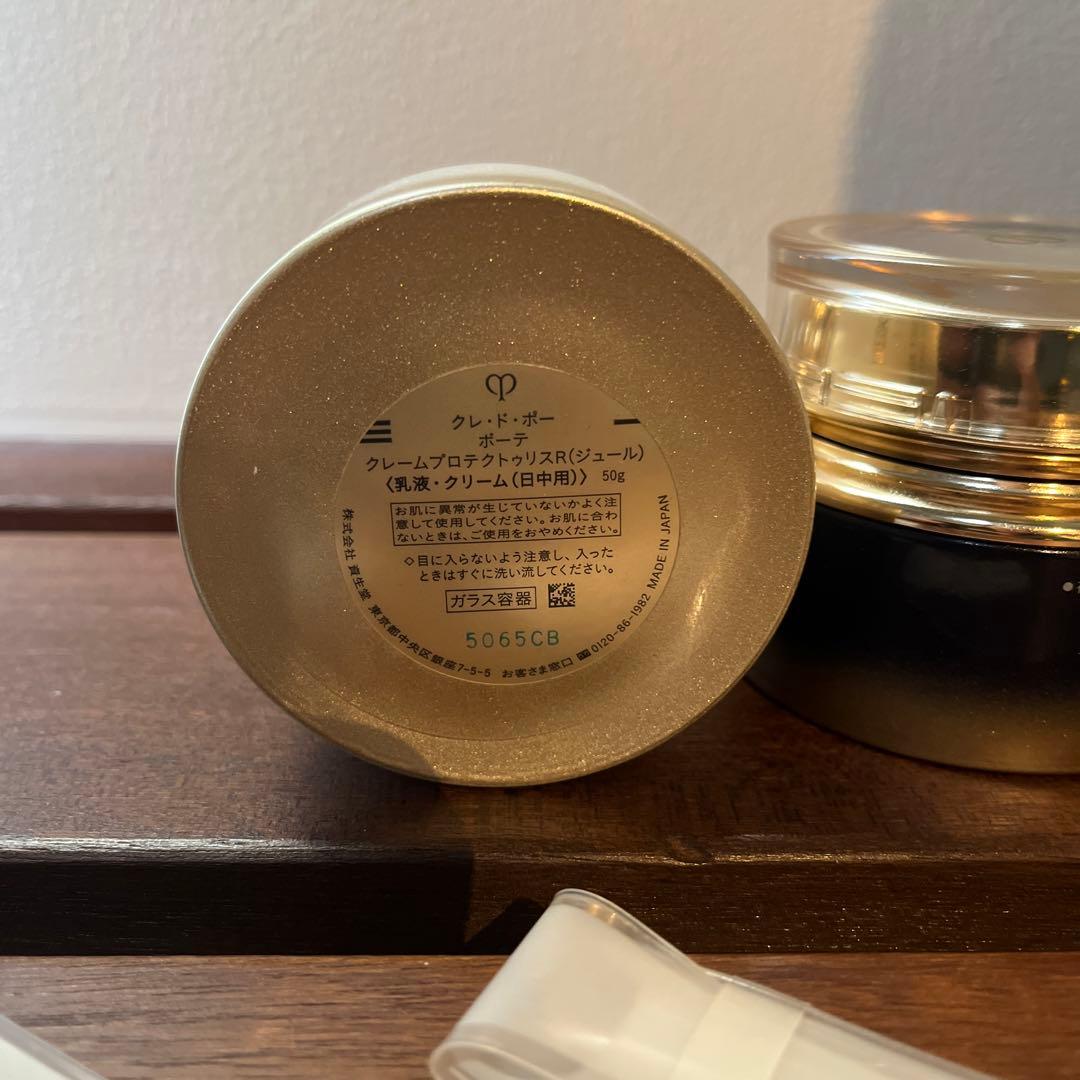 クレ・ド・ポー
ボーテ
クレームプロテクトゥリスR(ジュール)
〈乳液・クリーム(日中用)〉 50g
お肌に異常が生じていないかよく注
意して使用してください。お肌に合わ
ないときは、ご使用をおやめください。
◇目に入らないよう注意し、入った
ときはすぐに洗い流してください。
ガラス容器
5065CB
株式会社 資生堂 東京都中央区銀座7-5-5 お客さま窓口 0120-86-1982 MADE IN JAPAN